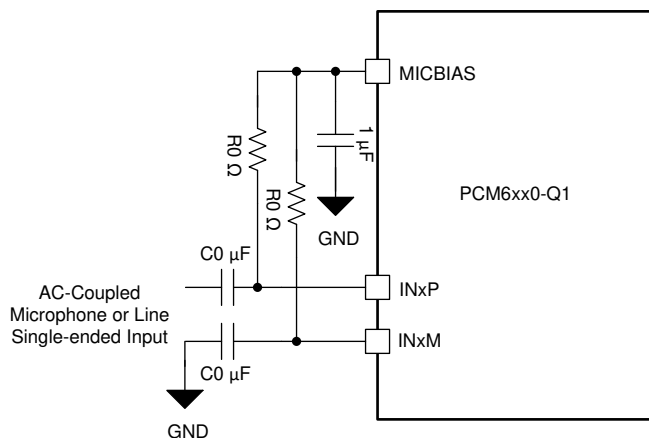 MICBIAS
R0 Ω
R0 Ω
1 µF
GND
PCM6xx0-Q1
C0 µF
AC-Coupled
Microphone or Line
Single-ended Input
INxP
INxM
C0 µF
GND